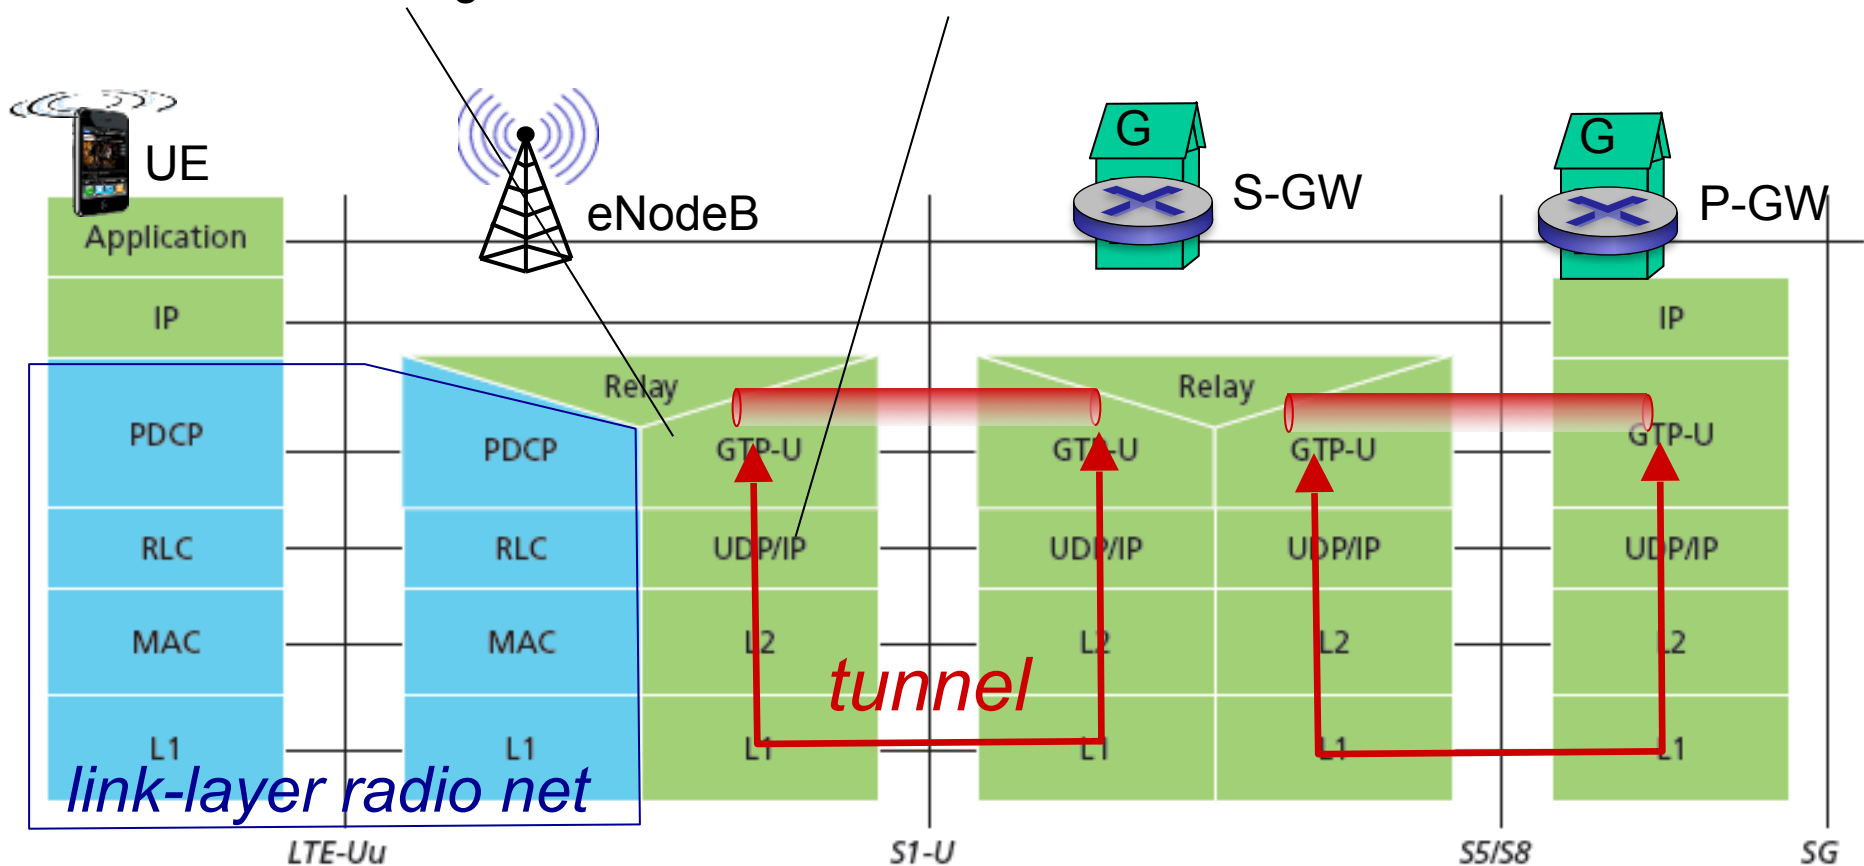 g
G
G
UE
S-GW
P-GW
eNodeB
Application
IP
IP
Relay
Relay
PDCP
PDCP
GTP-U
GTP-U
GTP-U
GTP-U
RLC
RLC
UDP/IP
UDP/IP
UDP/IP
UDP/IP
MAC
MAC
L2
L2
L2
L2
tunnel
L1
L1
L1
L1
L1
L1
link-layer radio net
LTE-Uu
S1-U
S5/S8
SG